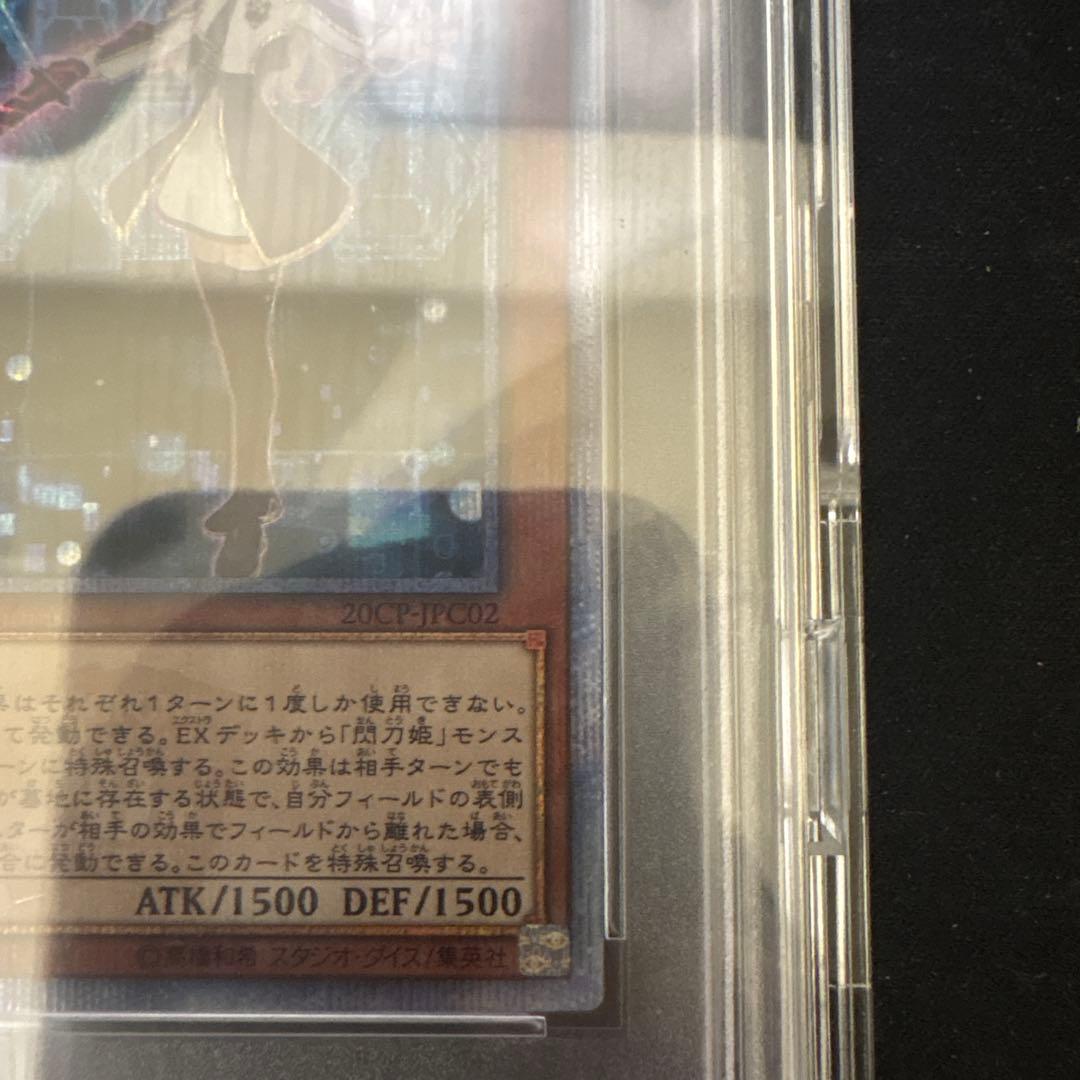 20CP-JPC02
果はそれぞれ1ターンに1度しか使用できない。
て発動できる。EXデッキから「閃刀姫」モンス
ーンに特殊召喚する。この効果は相手ターンでも
が墓地に存在する状態で、自分フィールドの表側
スターが相手の効果でフィールドから離れた場合、
合に発動できる。このカードを特殊召喚する。
ATK/1500 DEF/1500
©高橋和希 スタジオ・ダイス/集英社